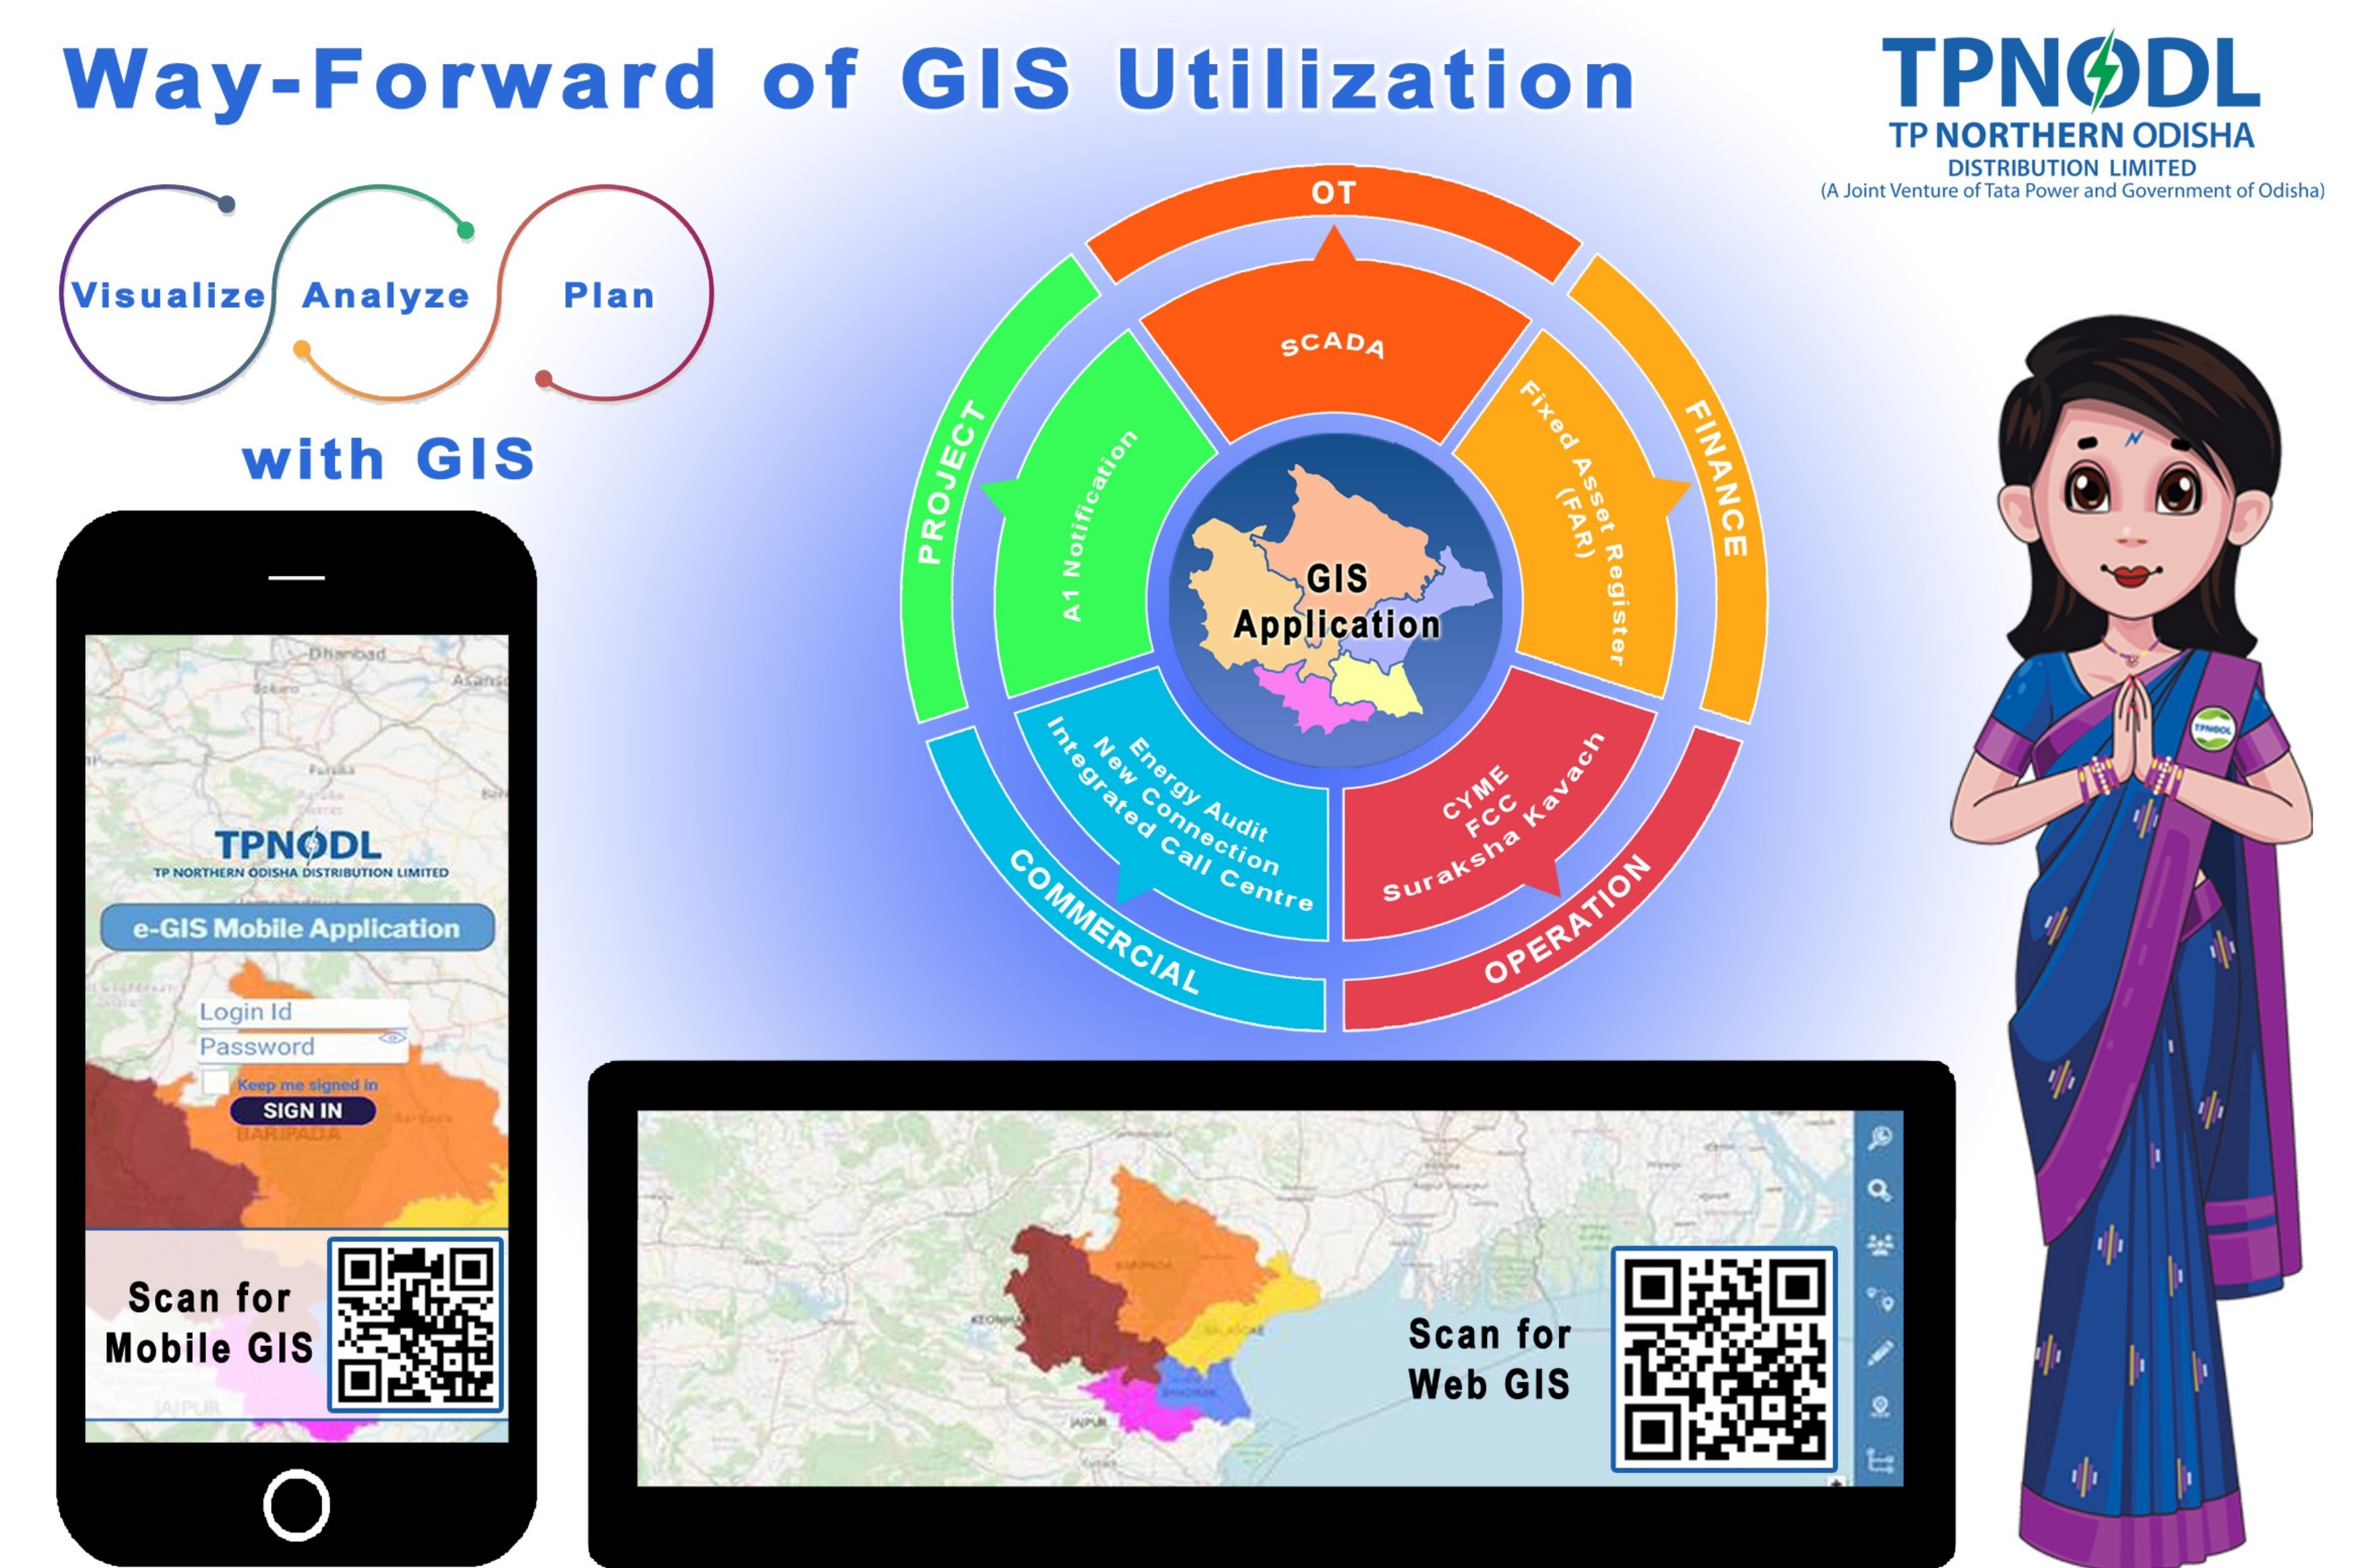 Way-Forward of GIS Utilization
TPNODL
TP NORTHERN ODISHA
DISTRIBUTION LIMITED
(A Joint Venture of Tata Power and Government of Odisha)
Visualize
Analyze
Plan
with GIS
OT
SCADA
FINANCE
Fixed Asset Register
(FAR)
OPERATION
CYME
FCC
Suraksha Kavach
COMMERCIAL
Energy Audit
New Connection
Integrated Call Centre
PROJECT
A1 Notification
GIS
Application
TPNODL
Dhanbad
Bokaro
Purulia
TPNODL
TP NORTHERN ODISHA DISTRIBUTION LIMITED
e-GIS Mobile Application
Login Id
Password
Keep me signed in
SIGN IN
BARIPADA
Scan for
Mobile GIS
JAIPUR
BARIPADA
BALASORE
BHADRAK
JAIPUR
Scan for
Web GIS